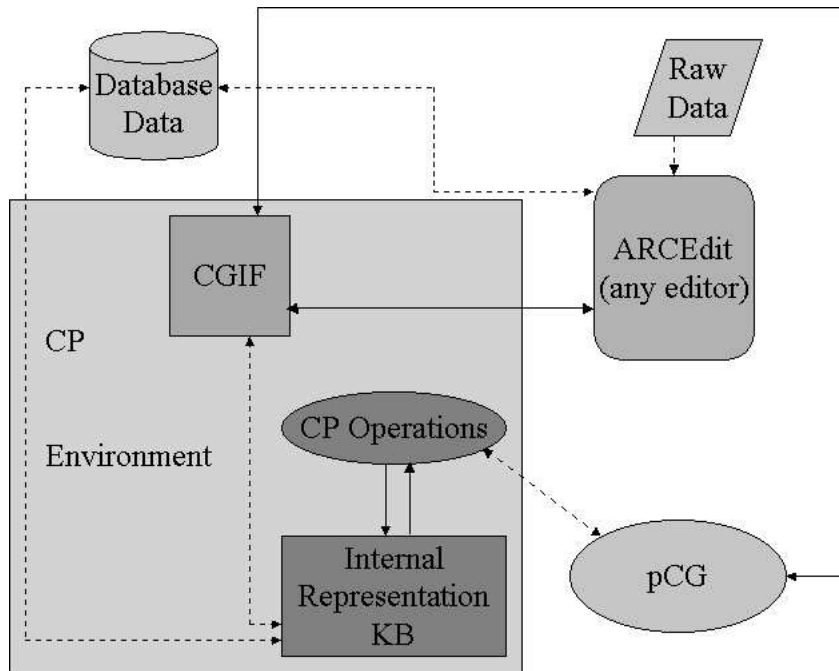 Database
Data
Raw
Data
ARCEdit
(any editor)
CGIF
CP
Environment
CP Operations
Internal
Representation
KB
pCG